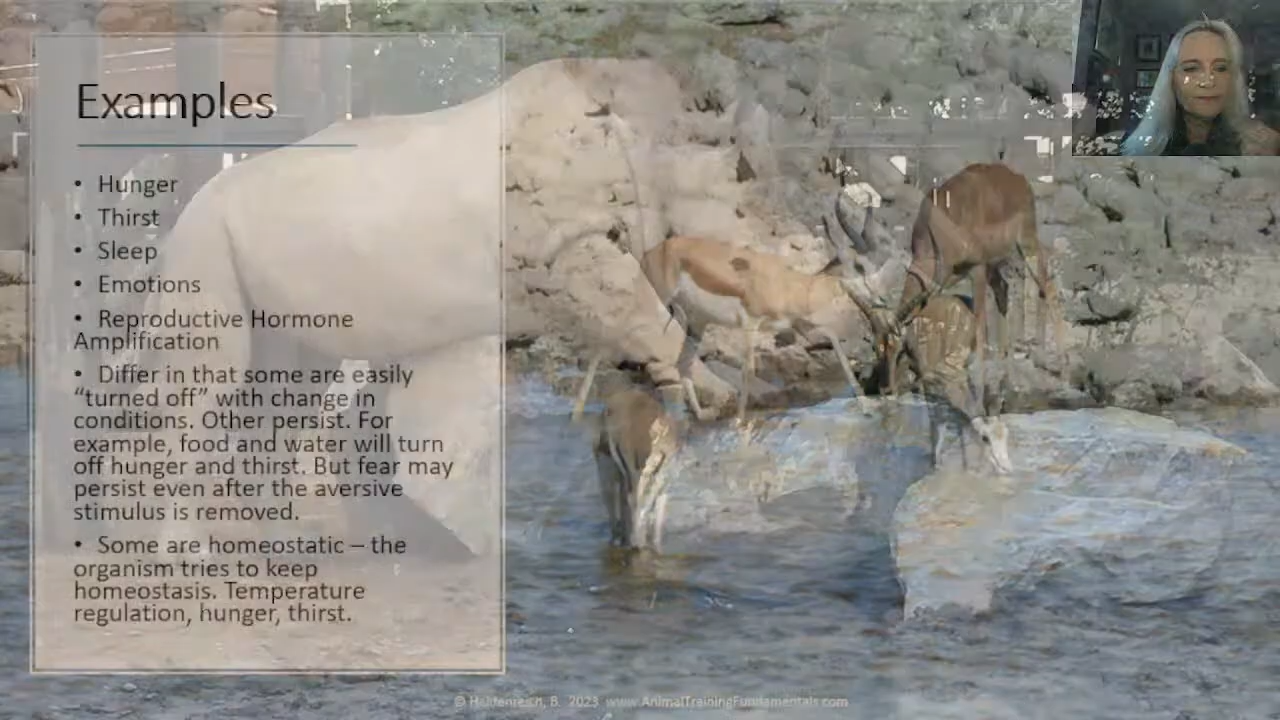 Examples
• Hunger
• Thirst
• Sleep
• Emotions
• Reproductive Hormone
Amplification
• Differ in that some are easily
“turned off” with change in
conditions. Other persist. For
example, food and water will turn
off hunger and thirst. But fear may
persist even after the aversive
stimulus is removed.
• Some are homeostatic – the
organism tries to keep
homeostasis. Temperature
regulation, hunger, thirst.
© Heidenreich, B. 2023 www.AnimalTrainingFundamentals.com